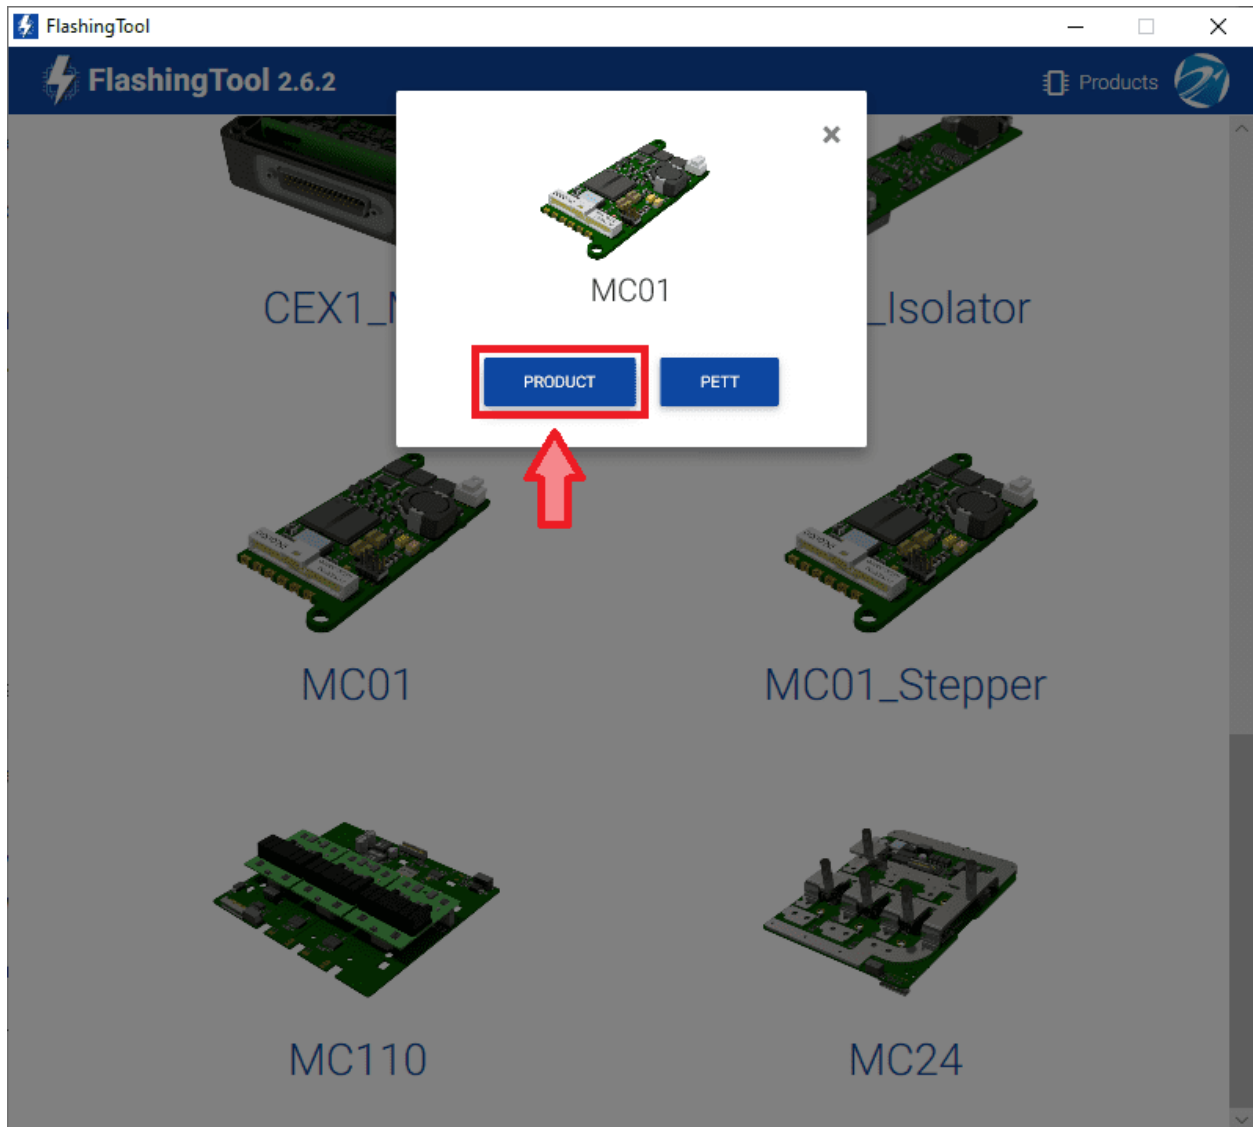 FlashingTool
FlashingTool 2.6.2
Products
MC01
PRODUCT
PETT
CEX1_
_Isolator
MC01
MC01_Stepper
MC110
MC24